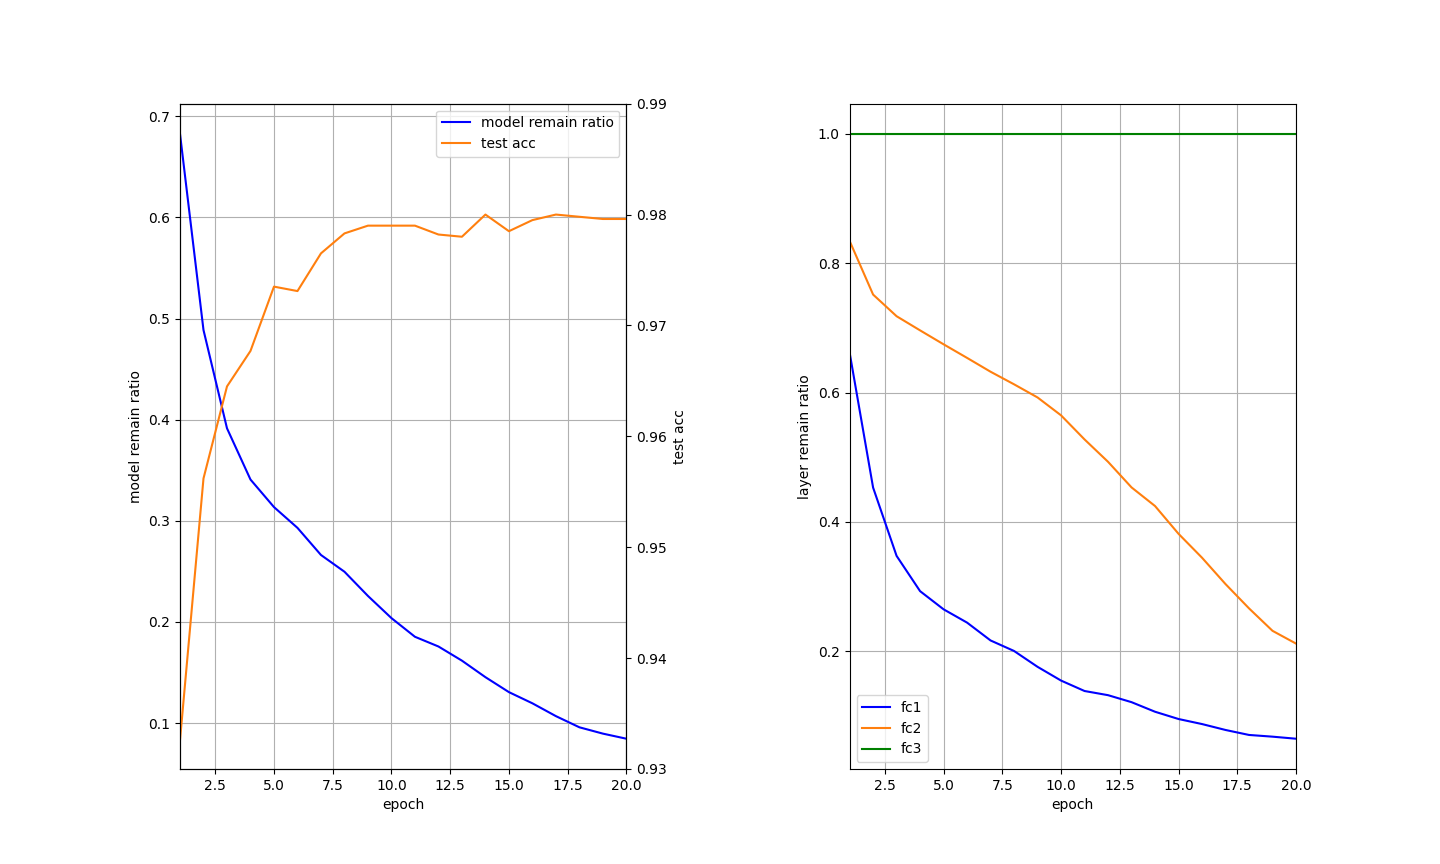 0.7
0.6
0.5
0.4
0.3
0.2
0.1
model remain ratio
2.5 5.0 7.5 10.0 12.5 15.0 17.5 20.0
epoch
0.99
0.98
0.97
0.96
0.95
0.94
0.93
test acc
model remain ratio
test acc
1.0
0.8
0.6
0.4
0.2
layer remain ratio
fc1
fc2
fc3
2.5 5.0 7.5 10.0 12.5 15.0 17.5 20.0
epoch